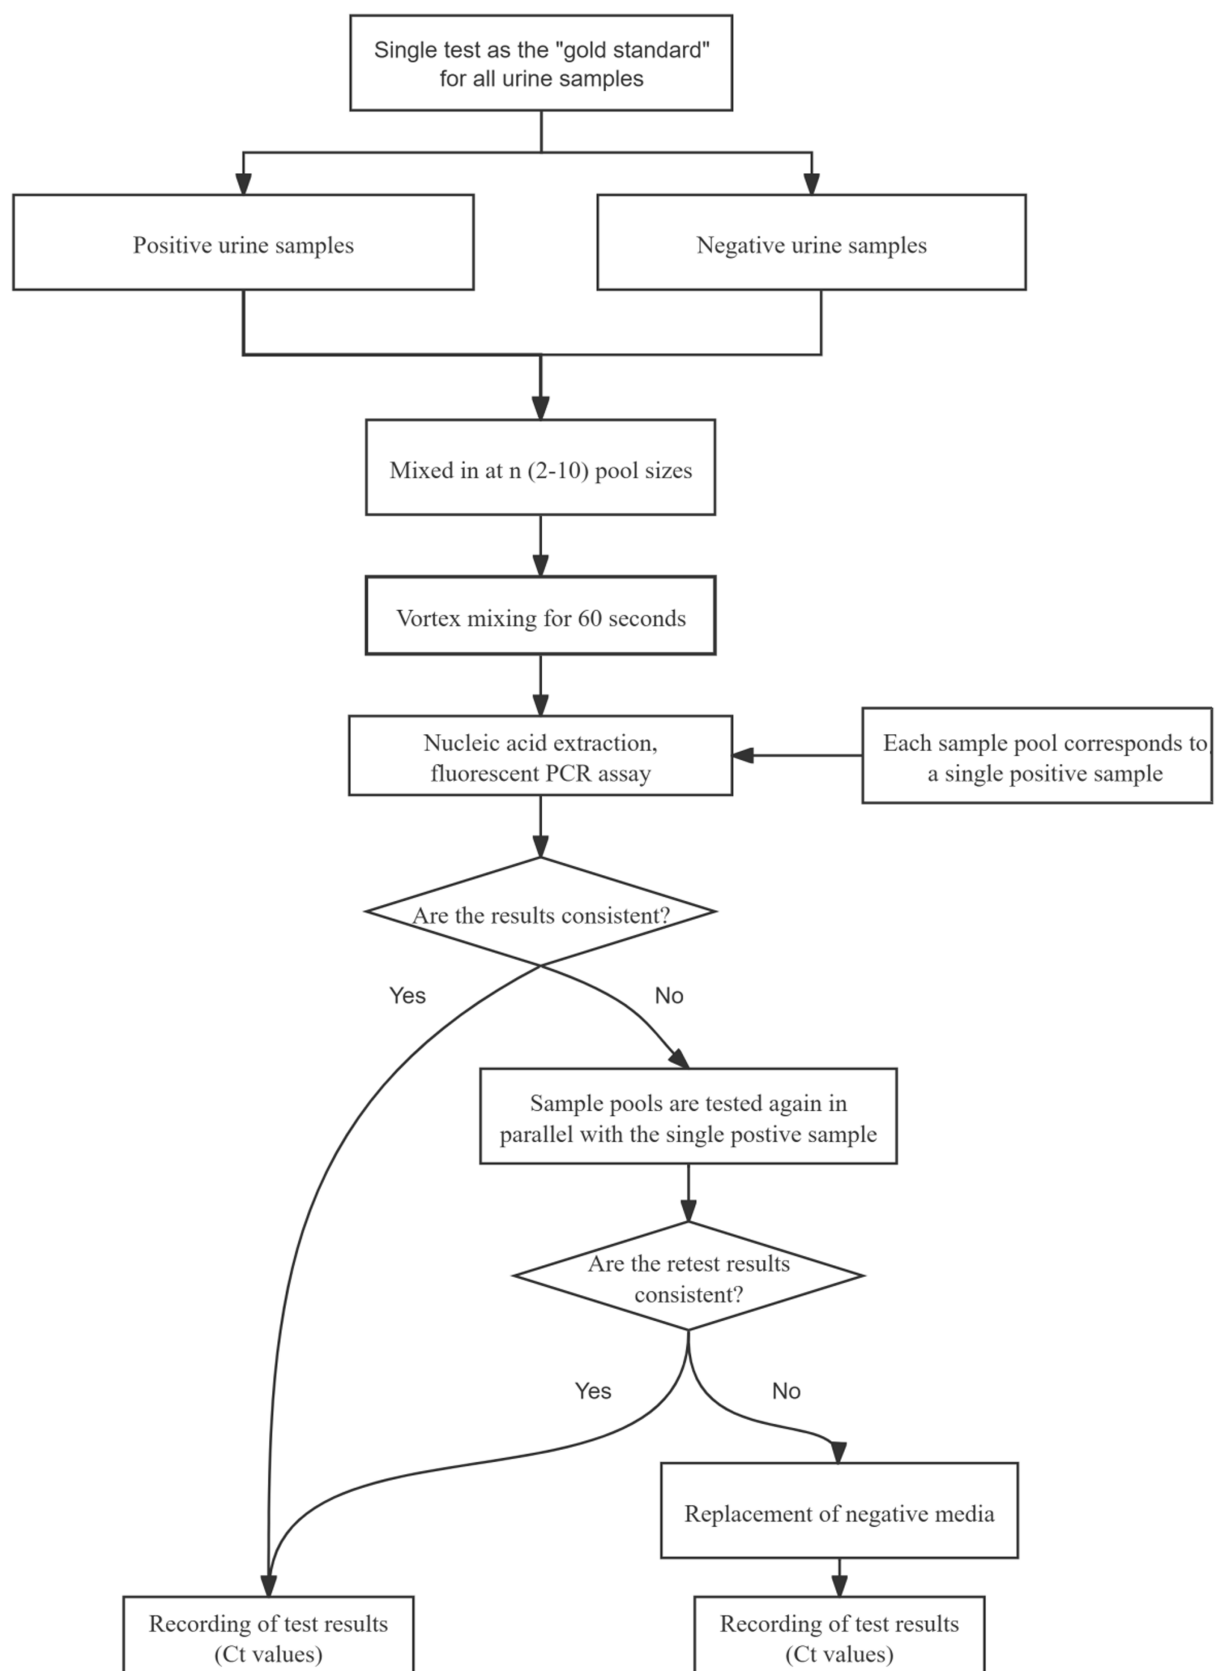 Single test as the "gold standard"
for all urine samples
Positive urine samples
Negative urine samples
Mixed in at n (2-10) pool sizes
Vortex mixing for 60 seconds
Nucleic acid extraction,
fluorescent PCR assay
Each sample pool corresponds to
a single positive sample
Are the results consistent?
Yes
No
Sample pools are tested again in
parallel with the single postive sample
Are the retest results
consistent?
Yes
No
Replacement of negative media
Recording of test results
(Ct values)
Recording of test results
(Ct values)